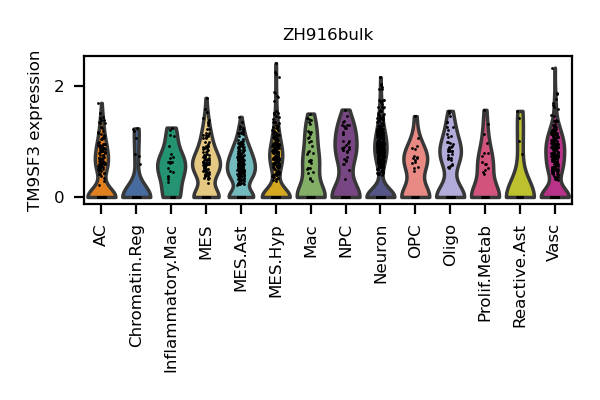 ZH916bulk
TM9SF3 expression
2
0
AC
Chromatin.Reg
Inflammatory.Mac
MES
MES.Ast
MES.Hyp
Mac
NPC
Neuron
OPC
Oligo
Prolif.Metab
Reactive.Ast
Vasc